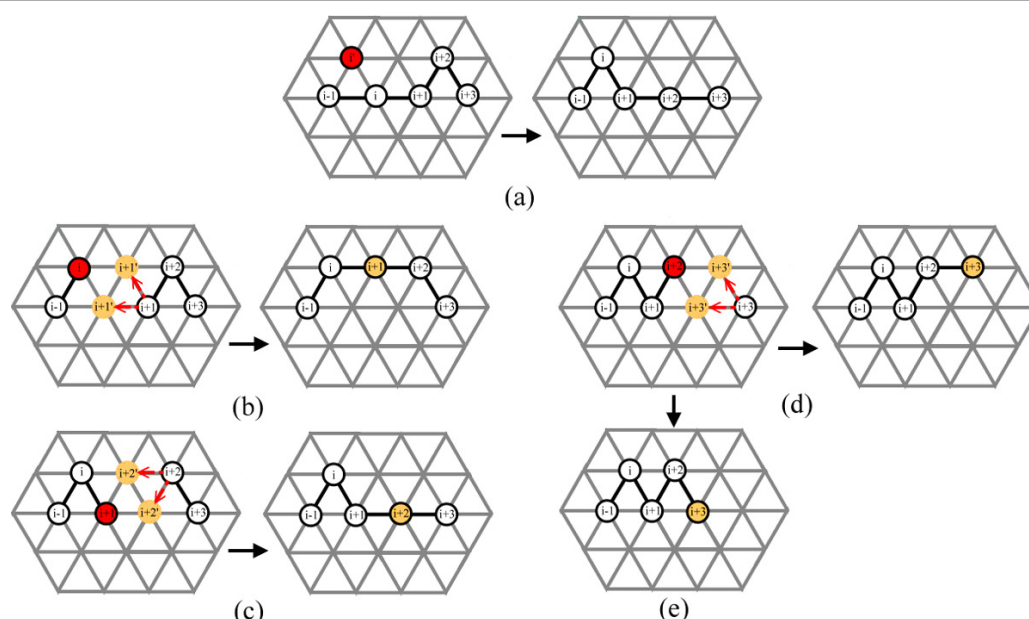 i'
i+2
i-1 i i+1 i+3
i
i-1 i+1 i+2 i+3
(a)
i i+1' i+2
i-1 i+1' i+1 i+3
i i+1 i+2
i-1 i+3
(b)
i i+2 i+3'
i-1 i+1 i+3' i+3
i i+2 i+3
i-1 i+1
(d)
i i+2' i+2
i-1 i+1 i+2' i+3
i
i-1 i+1 i+2 i+3
(c)
i i+2
i-1 i+1 i+3
(e)